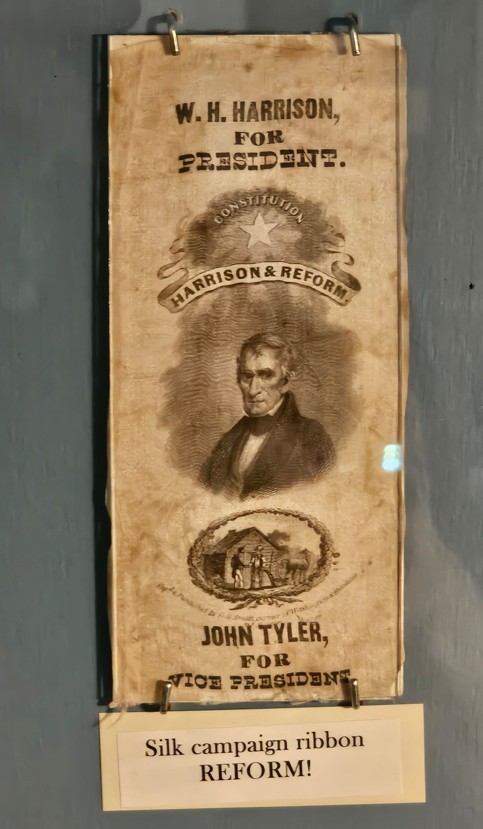 W. H. HARRISON,
FOR
PRESIDENT.
CONSTITUTION
HARRISON & REFORM.
JOHN TYLER,
FOR
VICE PRESIDENT
Silk campaign ribbon
REFORM!